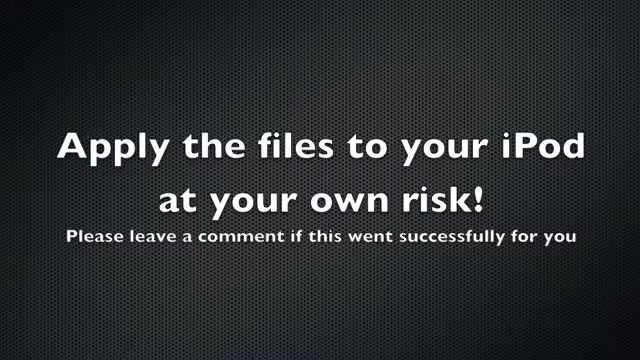 Apply the files to your iPod
at your own risk!
Please leave a comment if this went successfully for you